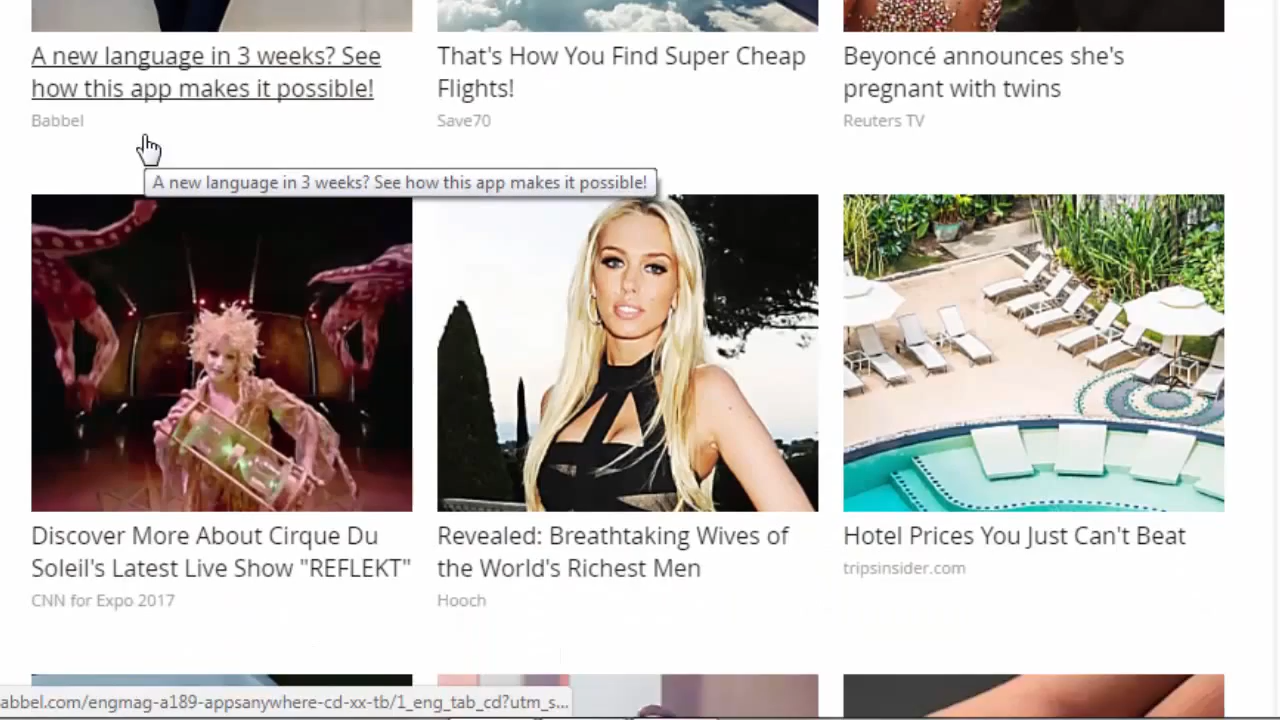 A new language in 3 weeks? See
how this app makes it possible!
Babbel
That's How You Find Super Cheap
Flights!
Save70
Beyoncé announces she's
pregnant with twins
Reuters TV
A new language in 3 weeks? See how this app makes it possible!
Discover More About Cirque Du
Soleil's Latest Live Show "REFLEKT"
CNN for Expo 2017
Revealed: Breathtaking Wives of
the World's Richest Men
Hooch
Hotel Prices You Just Can't Beat
tripsinsider.com
abbel.com/engmag-a189-appsanywhere-cd-xx-tb/1_eng_tab_cd?utm_s...